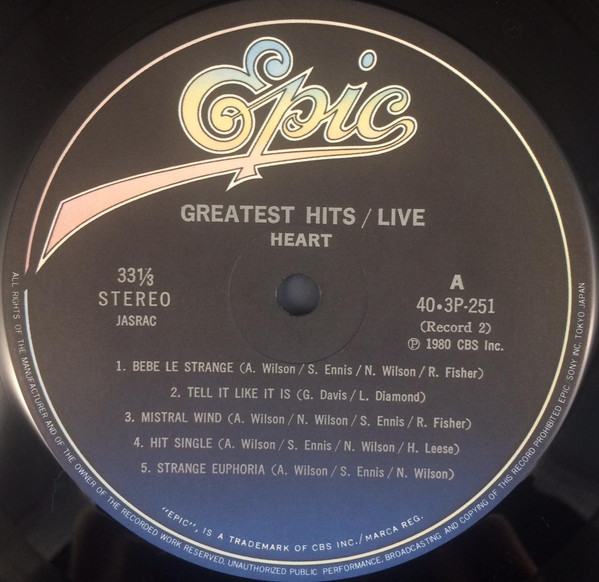 Epic
GREATEST HITS / LIVE
HEART
33⅓
STEREO
JASRAC
A
40•3P-251
(Record 2)
Ⓟ 1980 CBS Inc.
1. BEBE LE STRANGE (A. Wilson / S. Ennis / N. Wilson / R. Fisher)
2. TELL IT LIKE IT IS (G. Davis / L. Diamond)
3. MISTRAL WIND (A. Wilson / N. Wilson / S. Ennis / R. Fisher)
4. HIT SINGLE (A. Wilson / S. Ennis / N. Wilson / H. Leese)
5. STRANGE EUPHORIA (A. Wilson / S. Ennis / N. Wilson)
"EPIC", IS A TRADEMARK OF CBS INC./MARCA REG.
ALL RIGHTS OF THE MANUFACTURER AND OF THE OWNER OF THE RECORDED WORK RESERVED. UNAUTHORIZED PUBLIC PERFORMANCE, BROADCASTING AND COPYING OF THIS RECORD PROHIBITED EPIC. SONY INC. TOKYO JAPAN